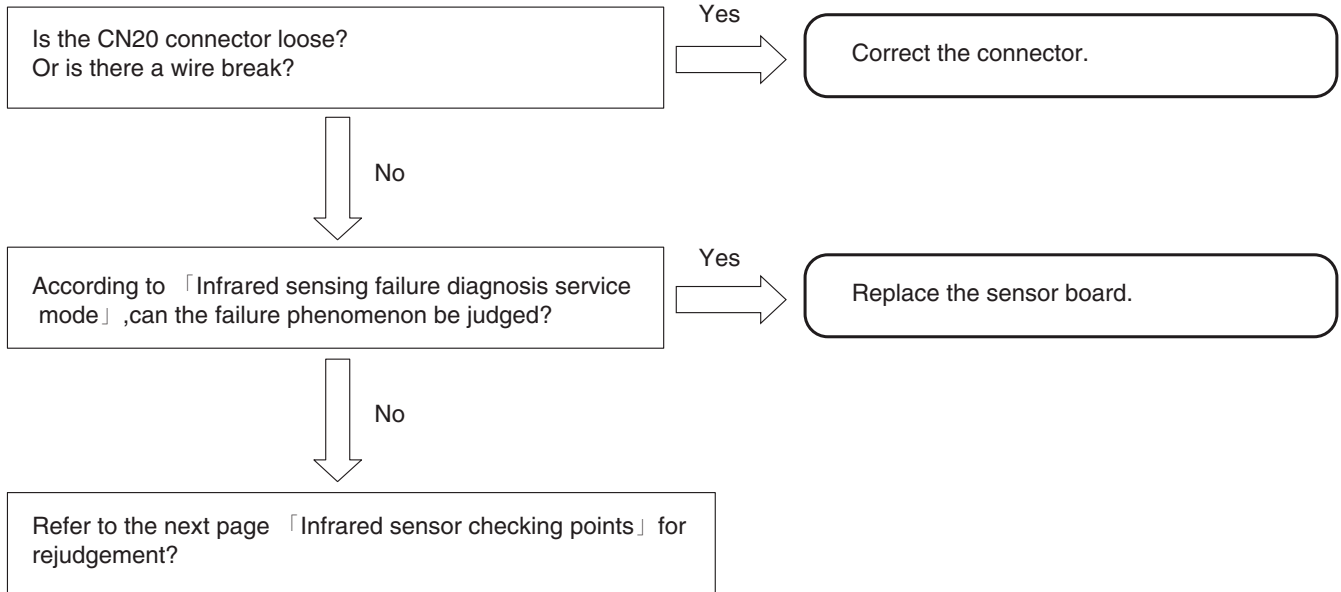 Is the CN20 connector loose?
Or is there a wire break?
Yes
Correct the connector.
No
According to 「Infrared sensing failure diagnosis service
mode」 ,can the failure phenomenon be judged?
Yes
Replace the sensor board.
No
Refer to the next page 「Infrared sensor checking points」 for
rejudgement?